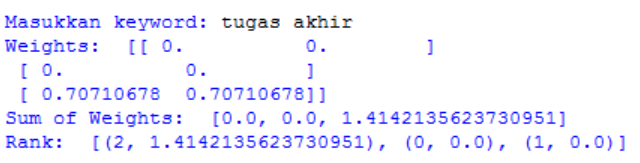 Masukkan keyword: tugas akhir
Weights:  [[ 0.          0.        ]
 [ 0.          0.        ]
 [ 0.70710678  0.70710678]]
Sum of Weights:  [0.0, 0.0, 1.4142135623730951]
Rank:  [(2, 1.4142135623730951), (0, 0.0), (1, 0.0)]